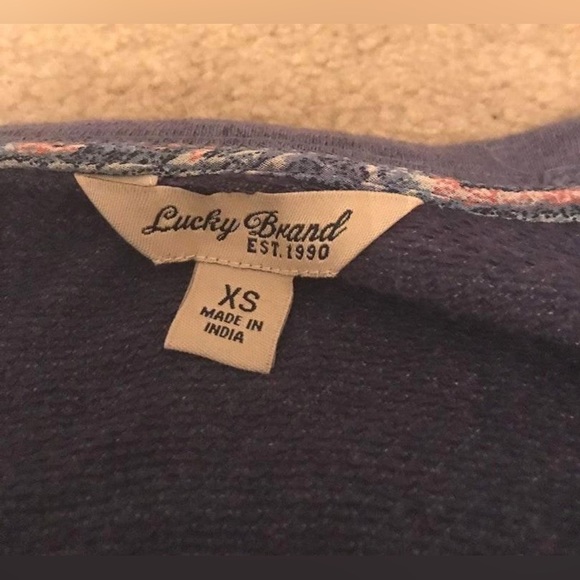 Lucky Brand
EST. 1990
XS
MADE IN
INDIA